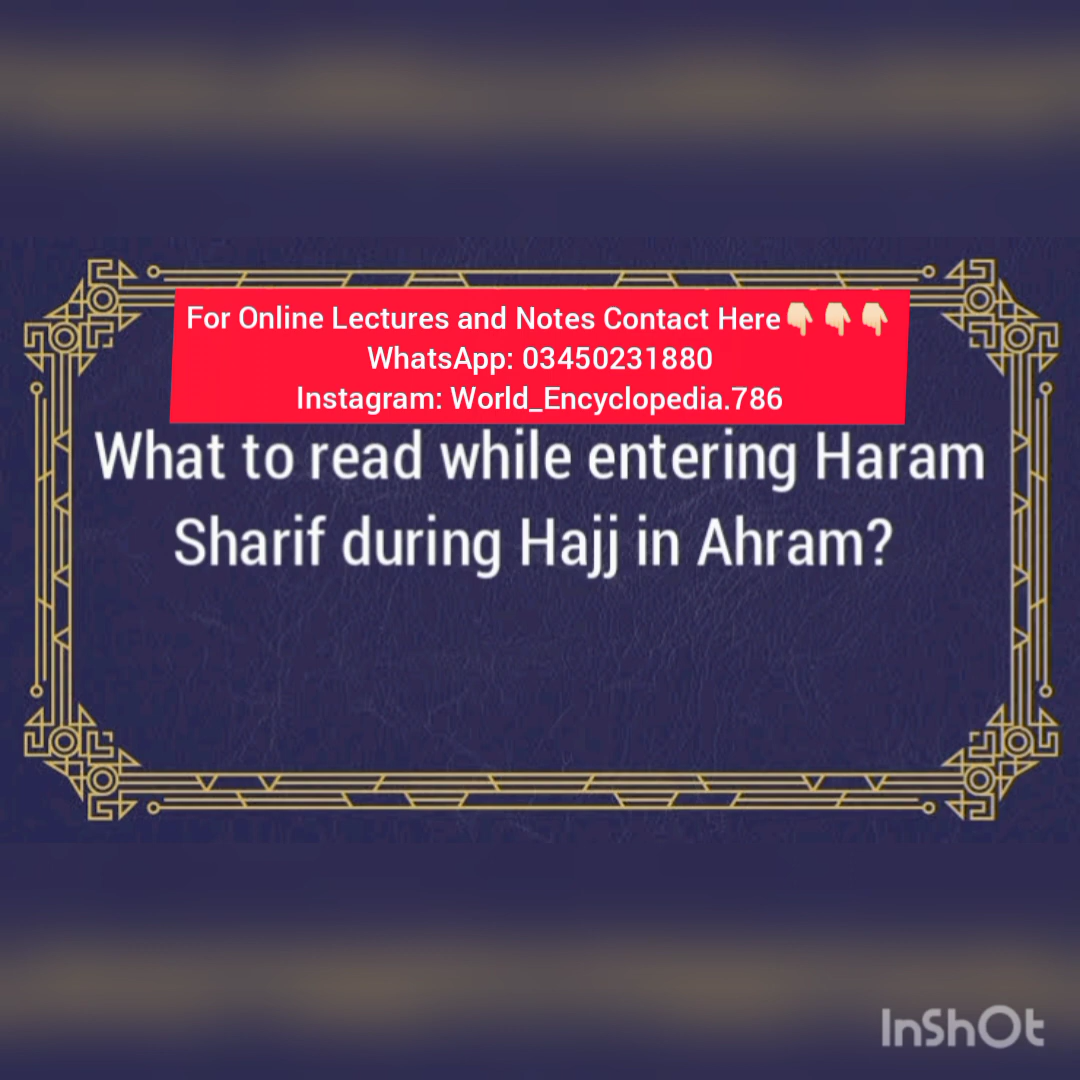 For Online Lectures and Notes Contact Here👇🏻👇🏻👇🏻
WhatsApp: 03450231880
Instagram: World_Encyclopedia.786
What to read while entering Haram
Sharif during Hajj in Ahram?
InShOt